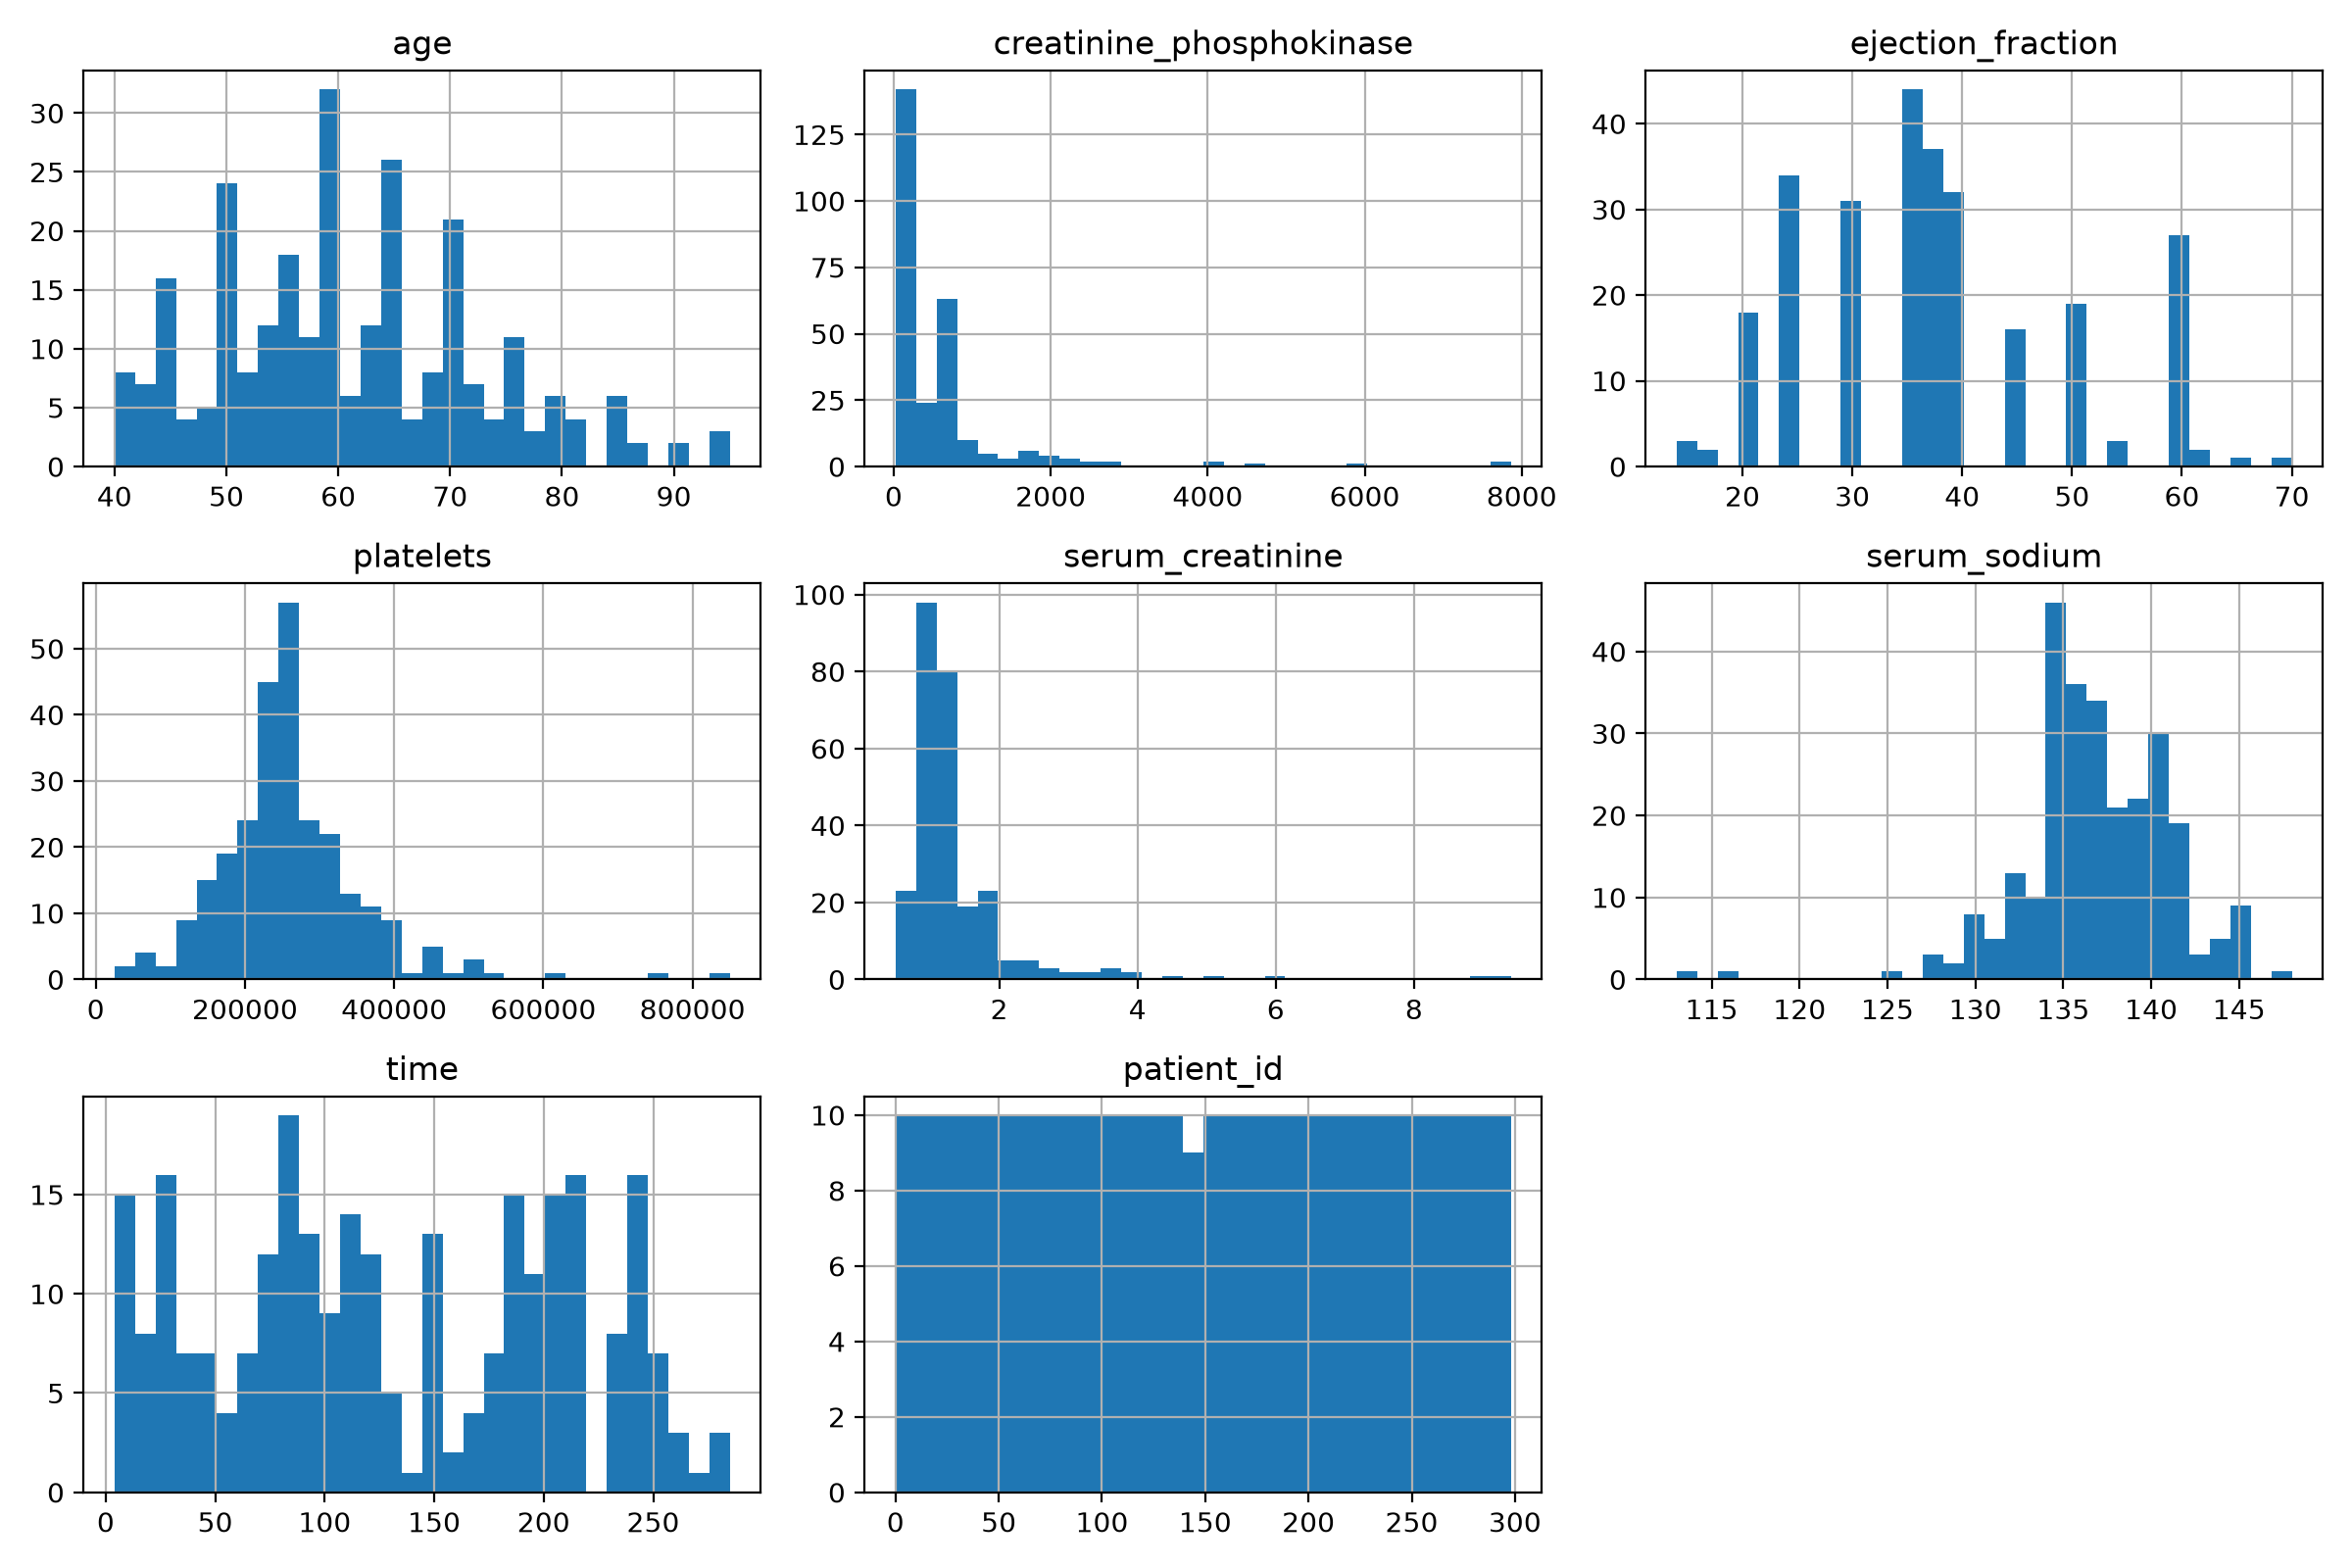 age
creatinine_phosphokinase
ejection_fraction
30
25
20
15
10
5
0
40 50 60 70 80 90
125
100
75
50
25
0
0 2000 4000 6000 8000
40
30
20
10
0
20 30 40 50 60 70
platelets
serum_creatinine
serum_sodium
50
40
30
20
10
0
0 200000 400000 600000 800000
100
80
60
40
20
0
2 4 6 8
40
30
20
10
0
115 120 125 130 135 140 145
time
patient_id
15
10
5
0
0 50 100 150 200 250
10
8
6
4
2
0
0 50 100 150 200 250 300